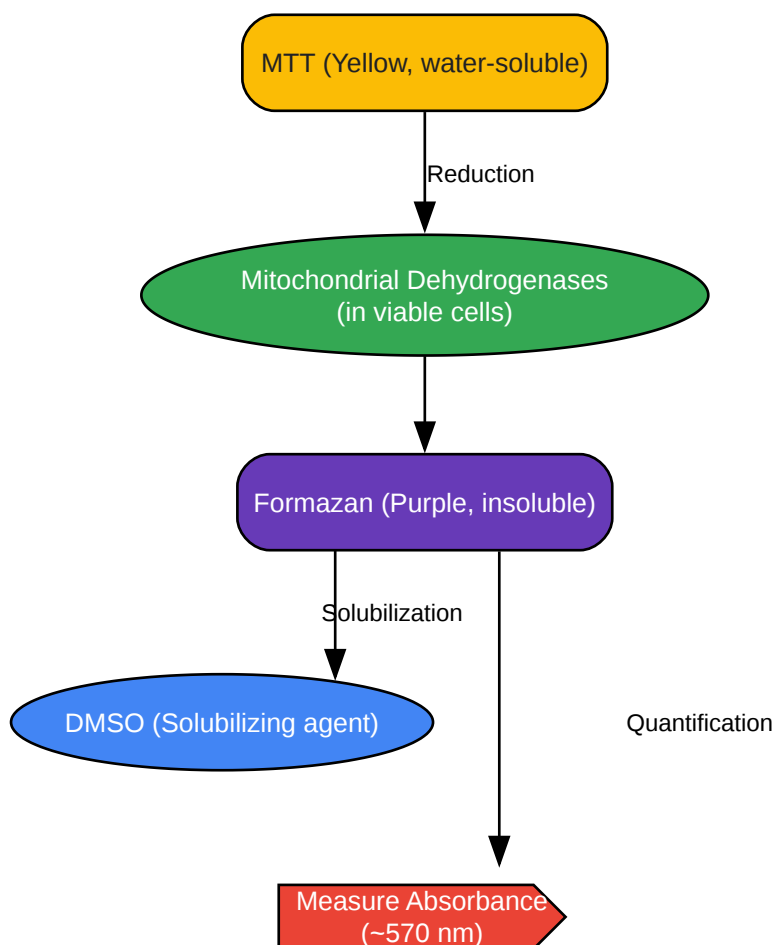 MTT (Yellow, water-soluble)
Reduction
Mitochondrial Dehydrogenases
(in viable cells)
Formazan (Purple, insoluble)
Solubilization
DMSO (Solubilizing agent)
Quantification
Measure Absorbance
(~570 nm)